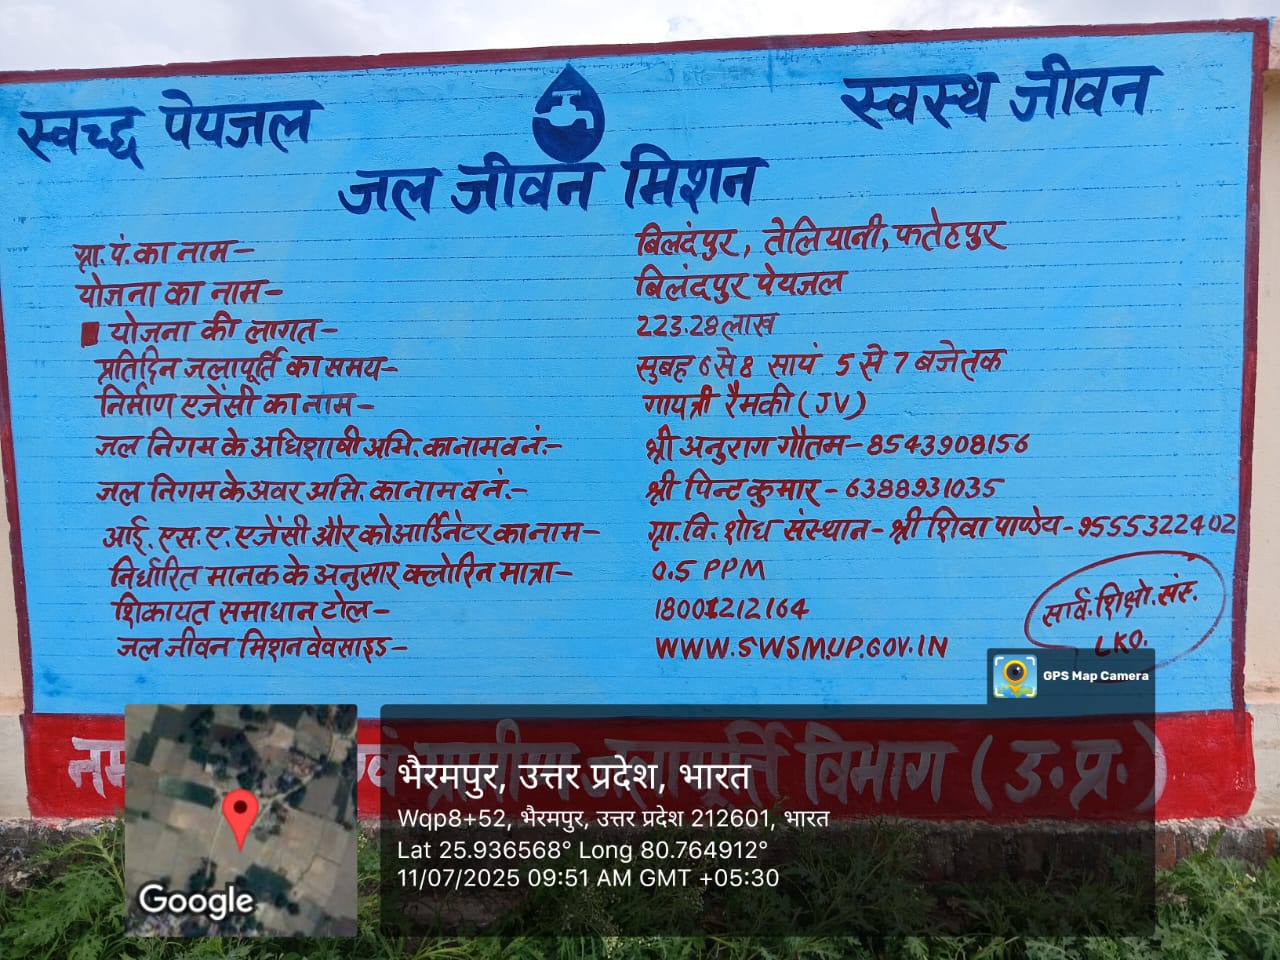 स्वच्छ पेयजल
स्वस्थ जीवन
जल जीवन मिशन
ग्रा.पं.का नाम- बिलंदपुर, तेलियानी, फतेहपुर
योजना का नाम- बिलंदपुर पेयजल
योजना की लागत- 223.28 लाख
प्रतिदिन जलापूर्ति का समय- सुबह 6 से 8 सायं 5 से 7 बजे तक
निर्माण एजेंसी का नाम- गायत्री रैमकी (JV)
जल निगम के अधिशाषी अभि. का नाम व नं.- श्री अनुराग गौतम- 8543908156
जल निगम के अवर अभि. का नाम व नं.- श्री पिन्ट कुमार - 6388931035
आई.एस.ए. एजेंसी और कोआर्डिनेटर का नाम- ग्रा.वि. शोध संस्थान- श्री शिवा पाण्डेय- 9555322402
निर्धारित मानक के अनुसार क्लोरिन मात्रा- 0.5 PPM
शिकायत समाधान टोल- 18001212164
जल जीवन मिशन वेवसाइड- WWW.SWSM.UP.GOV.IN
सार्व. शिक्षो. संस्.
LKO.
विभाग (उ.प्र.)
GPS Map Camera
भैरमपुर, उत्तर प्रदेश, भारत
Wqp8+52, भैरमपुर, उत्तर प्रदेश 212601, भारत
Lat 25.936568° Long 80.764912°
11/07/2025 09:51 AM GMT +05:30
Google